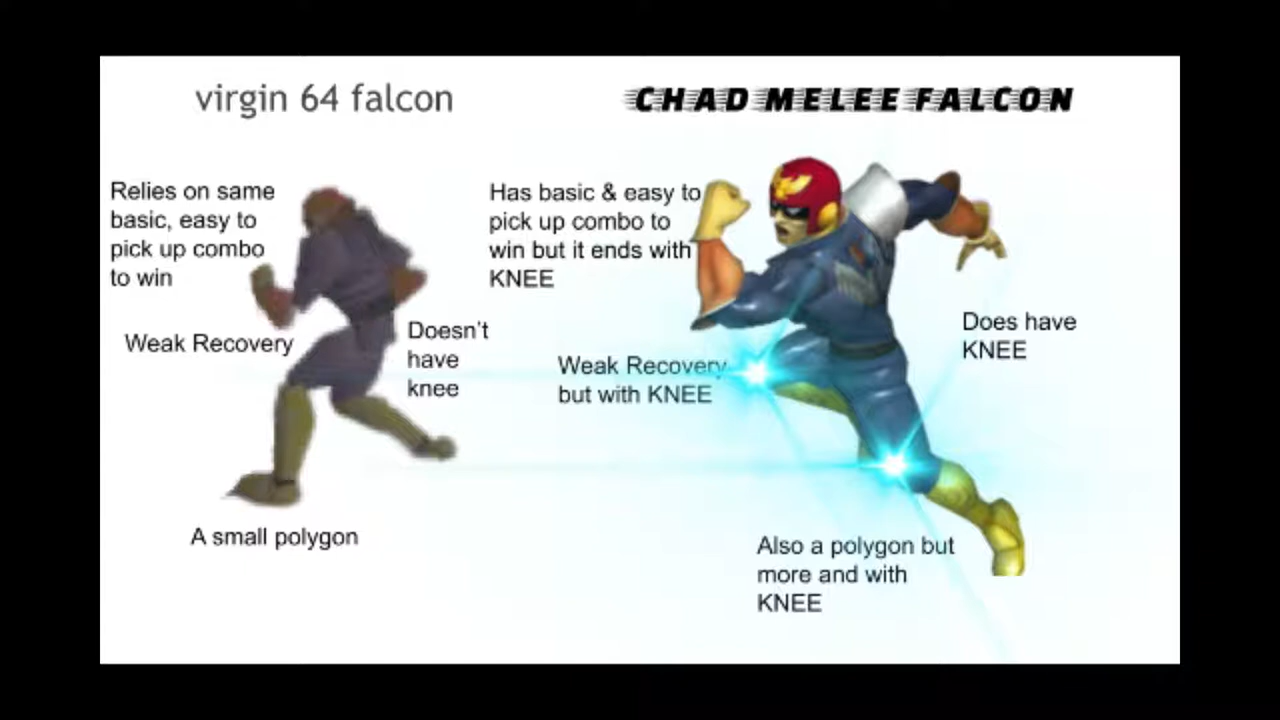 virgin 64 falcon
CHAD MELEE FALCON
Relies on same
basic, easy to
pick up combo
to win
Weak Recovery
Doesn't
have
knee
A small polygon
Has basic & easy to
pick up combo to
win but it ends with
KNEE
Weak Recovery
but with KNEE
Does have
KNEE
Also a polygon but
more and with
KNEE